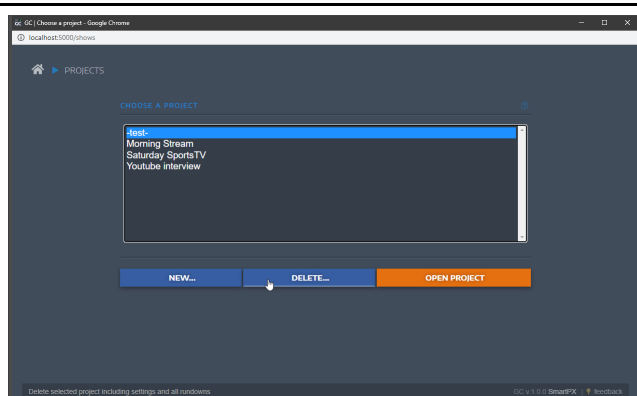 GC | Choose a project - Google Chrome
localhost:5000/shows
PROJECTS
CHOOSE A PROJECT
-test-
Morning Stream
Saturday SportsTV
Youtube interview
NEW... DELETE... OPEN PROJECT
Delete selected project including settings and all rundowns GC v 1.0.0 SmartPX | feedback